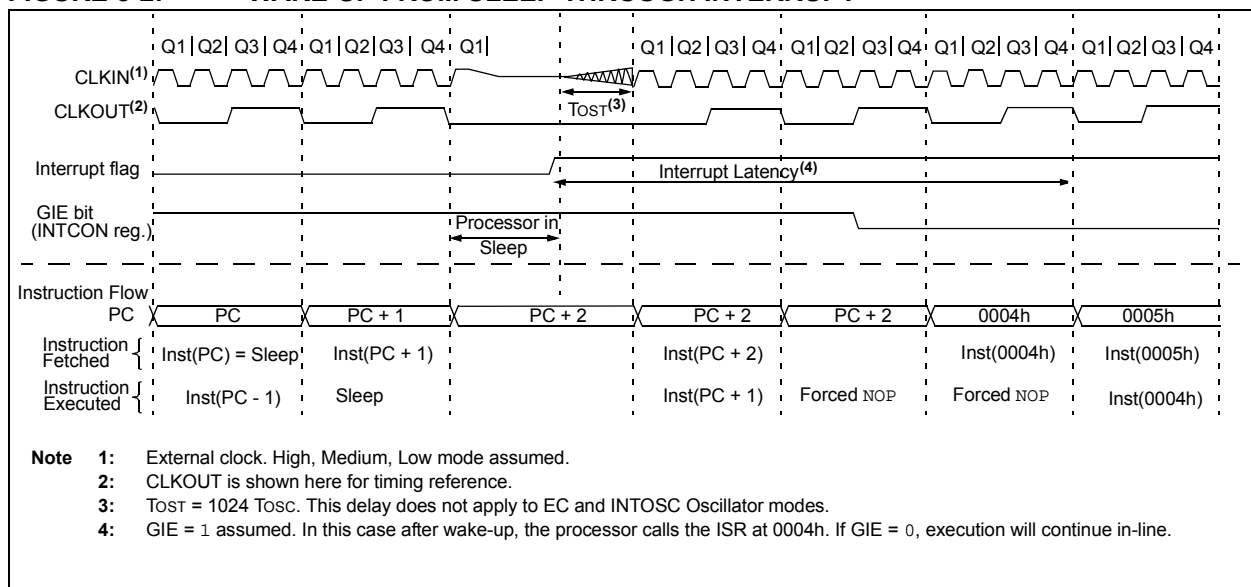 FIGURE 8-2: WAKE-UP FROM SLEEP THROUGH INTERRUPT
Q1 Q2 Q3 Q4 Q1 Q2 Q3 Q4 Q1 Q1 Q2 Q3 Q4 Q1 Q2 Q3 Q4 Q1 Q2 Q3 Q4 Q1 Q2 Q3 Q4
CLKIN(1)
CLKOUT(2)
TOST(3)
Interrupt flag
Interrupt Latency(4)
GIE bit
(INTCON reg.)
Processor in
Sleep
Instruction Flow
PC PC PC + 1 PC + 2 PC + 2 PC + 2 0004h 0005h
Instruction
Fetched
Inst(PC) = Sleep Inst(PC + 1) Inst(PC + 2) Inst(0004h) Inst(0005h)
Instruction
Executed
Inst(PC - 1) Sleep Inst(PC + 1) Forced NOP Forced NOP Inst(0004h)
Note 1: External clock. High, Medium, Low mode assumed.
2: CLKOUT is shown here for timing reference.
3: TOST = 1024 TOSC. This delay does not apply to EC and INTOSC Oscillator modes.
4: GIE = 1 assumed. In this case after wake-up, the processor calls the ISR at 0004h. If GIE = 0, execution will continue in-line.